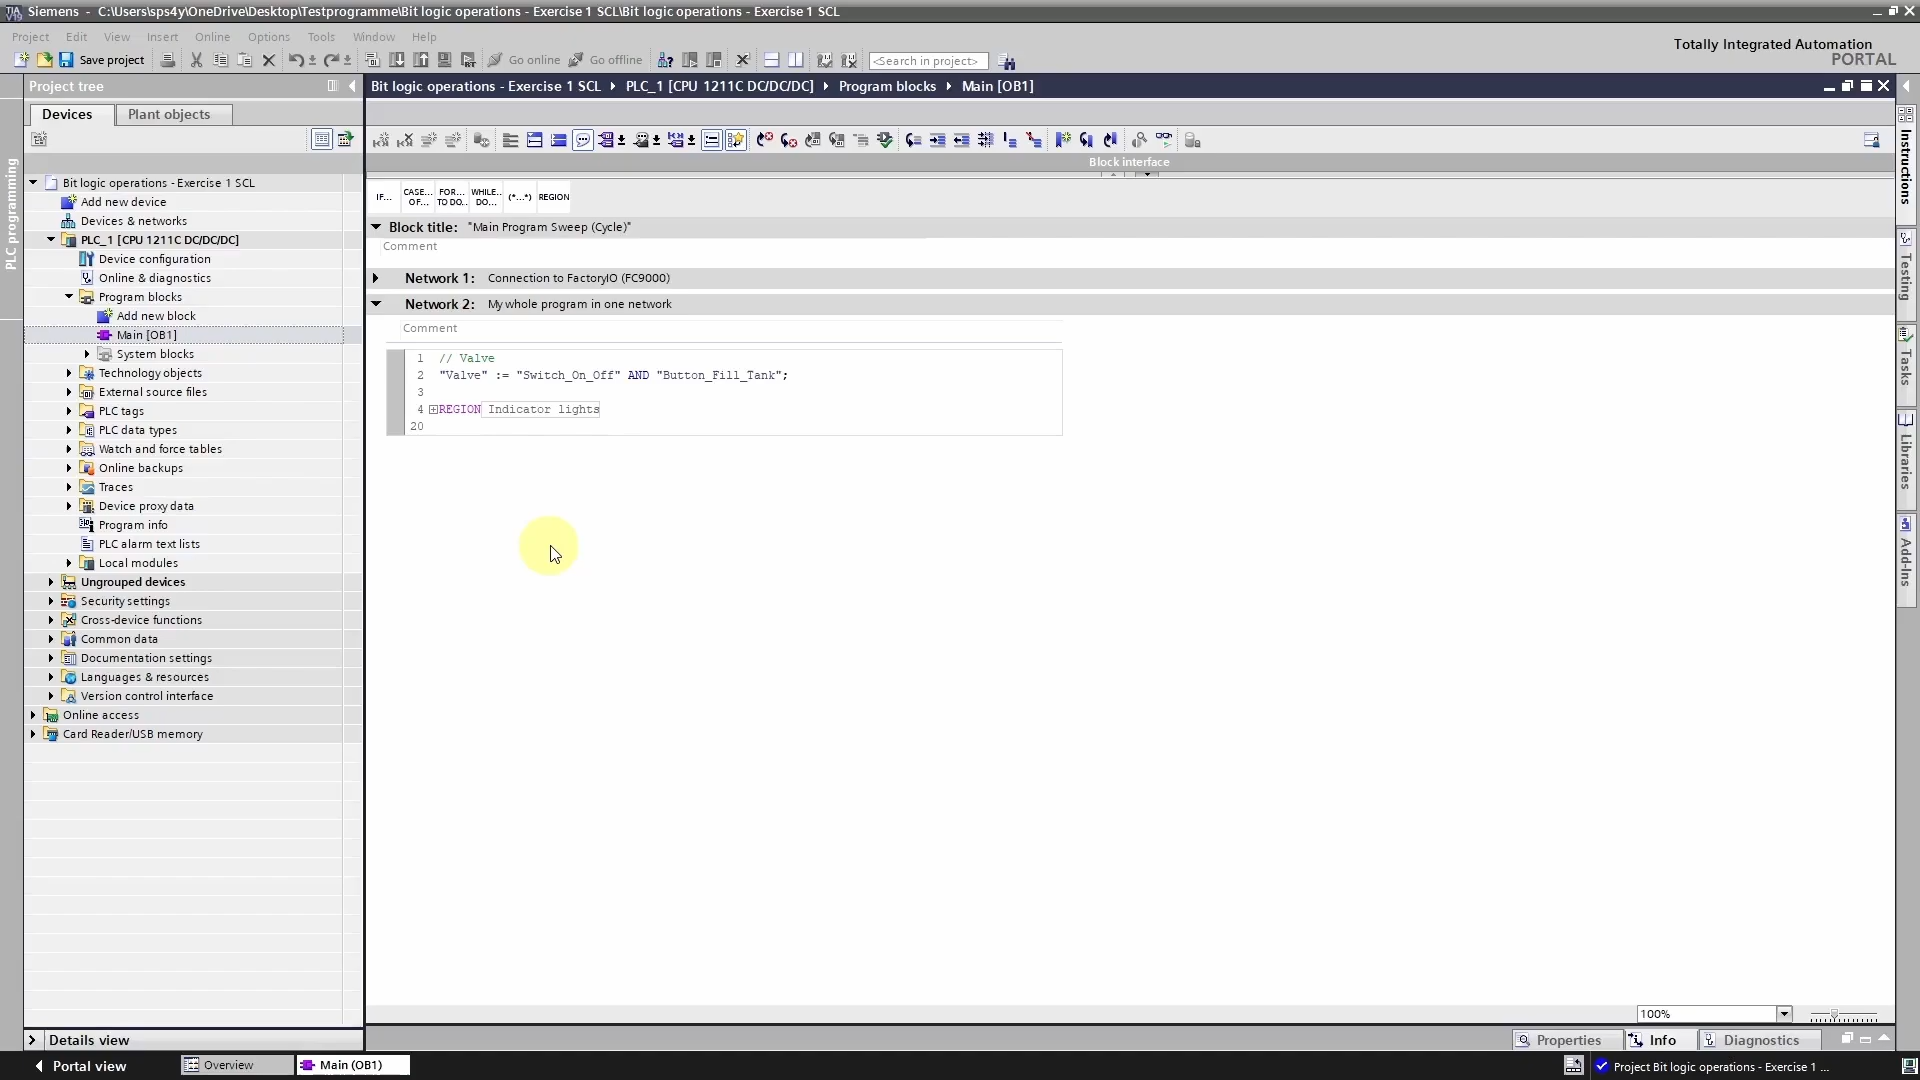 Siemens - C:\Users\sps4y\OneDrive\Desktop\Testprogramme\Bit logic operations - Exercise 1 SCL\Bit logic operations - Exercise 1 SCL
Project Edit View Insert Online Options Tools Window Help
Totally Integrated Automation
PORTAL
Save project
Go online
Go offline
<Search in project>
Project tree
Bit logic operations - Exercise 1 SCL ▸ PLC_1 [CPU 1211C DC/DC/DC] ▸ Program blocks ▸ Main [OB1]
Devices
Plant objects
Block interface
PLC programming
Bit logic operations - Exercise 1 SCL
Add new device
Devices & networks
PLC_1 [CPU 1211C DC/DC/DC]
Device configuration
Online & diagnostics
Program blocks
Add new block
Main [OB1]
System blocks
Technology objects
External source files
PLC tags
PLC data types
Watch and force tables
Online backups
Traces
Device proxy data
Program info
PLC alarm text lists
Local modules
Ungrouped devices
Security settings
Cross-device functions
Common data
Documentation settings
Languages & resources
Version control interface
Online access
Card Reader/USB memory
Details view
IF...
CASE... OF...
FOR... TO DO..
WHILE.. DO...
(*...*)
REGION
Block title: "Main Program Sweep (Cycle)"
Comment
Network 1: Connection to FactoryIO (FC9000)
Network 2: My whole program in one network
Comment
1 // Valve
2 "Valve" := "Switch_On_Off" AND "Button_Fill_Tank";
3
4 REGION Indicator lights
20
100%
Properties
Info
Diagnostics
Instructions
Testing
Tasks
Libraries
Add-Ins
Portal view
Overview
Main (OB1)
Project Bit logic operations - Exercise 1 ...